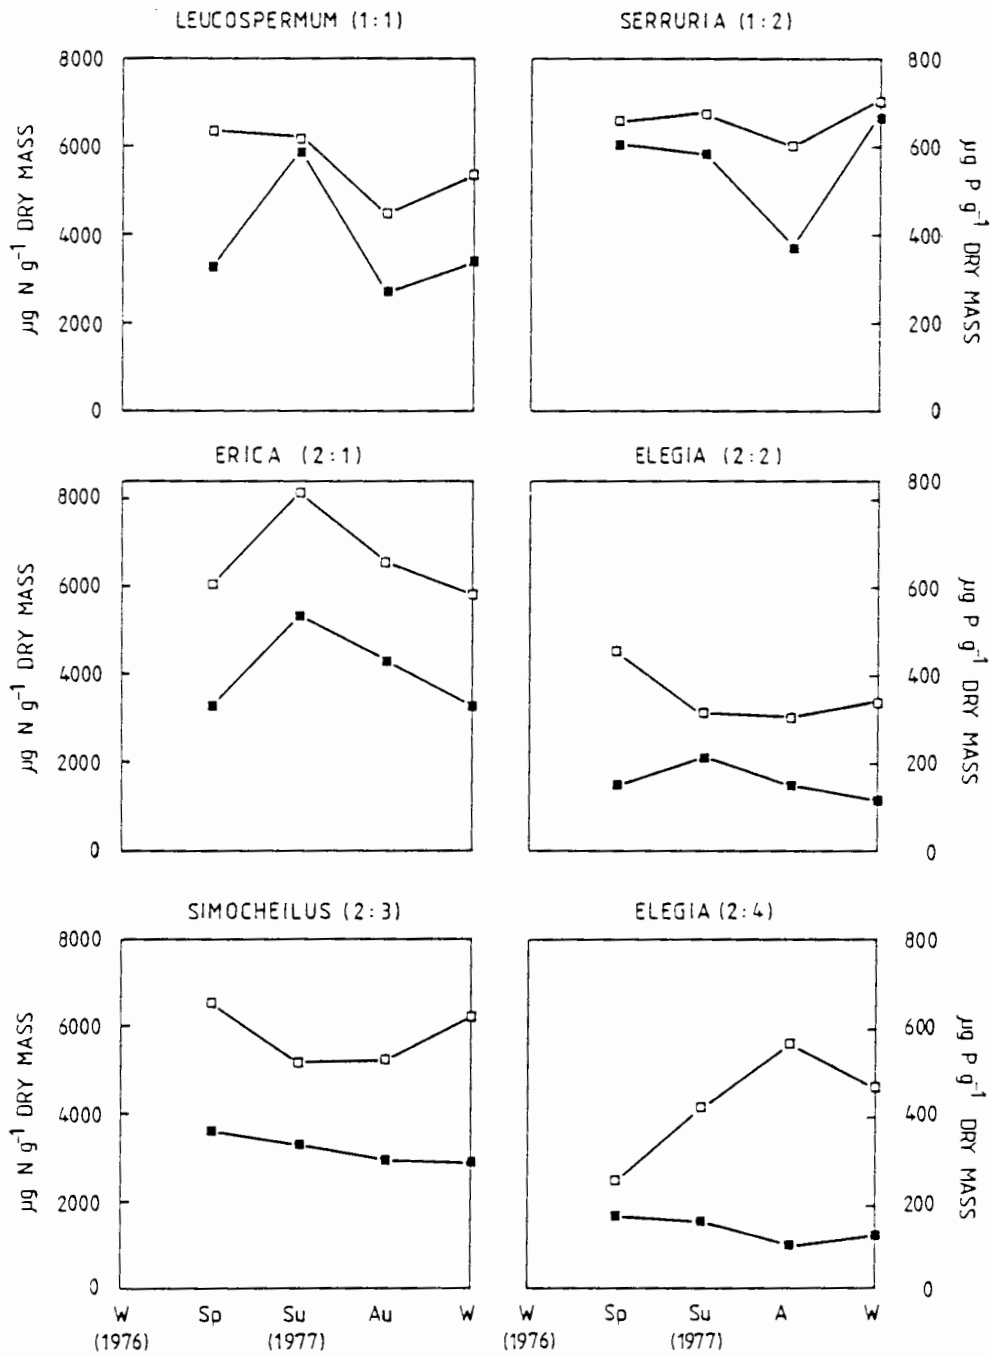 LEUCOSPERMUM (1:1)
SERRURIA (1:2)
8000
6000
4000
2000
0
µg N g⁻¹ DRY MASS
800
600
400
200
0
µg P g⁻¹ DRY MASS
ERICA (2:1)
ELEGIA (2:2)
8000
6000
4000
2000
0
µg N g⁻¹ DRY MASS
800
600
400
200
0
µg P g⁻¹ DRY MASS
SIMOCHEILUS (2:3)
ELEGIA (2:4)
8000
6000
4000
2000
0
µg N g⁻¹ DRY MASS
800
600
400
200
0
µg P g⁻¹ DRY MASS
W Sp Su Au W
(1976) (1977)
W Sp Su A W
(1976) (1977)